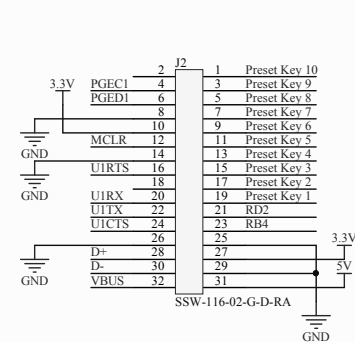 J2
2 1 Preset Key 10
3.3V PGEC1 4 3 Preset Key 9
PGED1 6 5 Preset Key 8
8 7 Preset Key 7
10 9 Preset Key 6
MCLR 12 11 Preset Key 5
GND 14 13 Preset Key 4
U1RTS 16 15 Preset Key 3
18 17 Preset Key 2
GND U1RX 20 19 Preset Key 1
U1TX 22 21 RD2
U1CTS 24 23 RB4
26 25
D+ 28 27 3.3V
D- 30 29 5V
GND VBUS 32 31
SSW-116-02-G-D-RA
GND